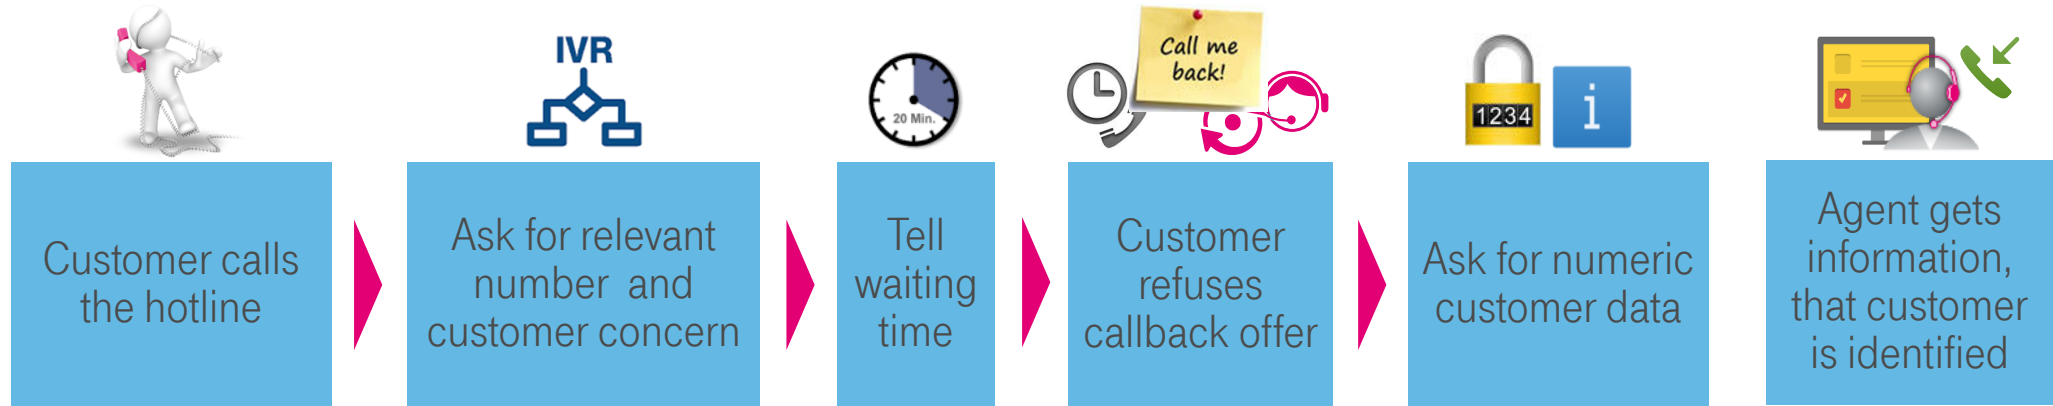 IVR
20 Min.
Call me
back!
1234
i
Customer calls
the hotline
Ask for relevant
number and
customer concern
Tell
waiting
time
Customer
refuses
callback offer
Ask for numeric
customer data
Agent gets
information,
that customer
is identified